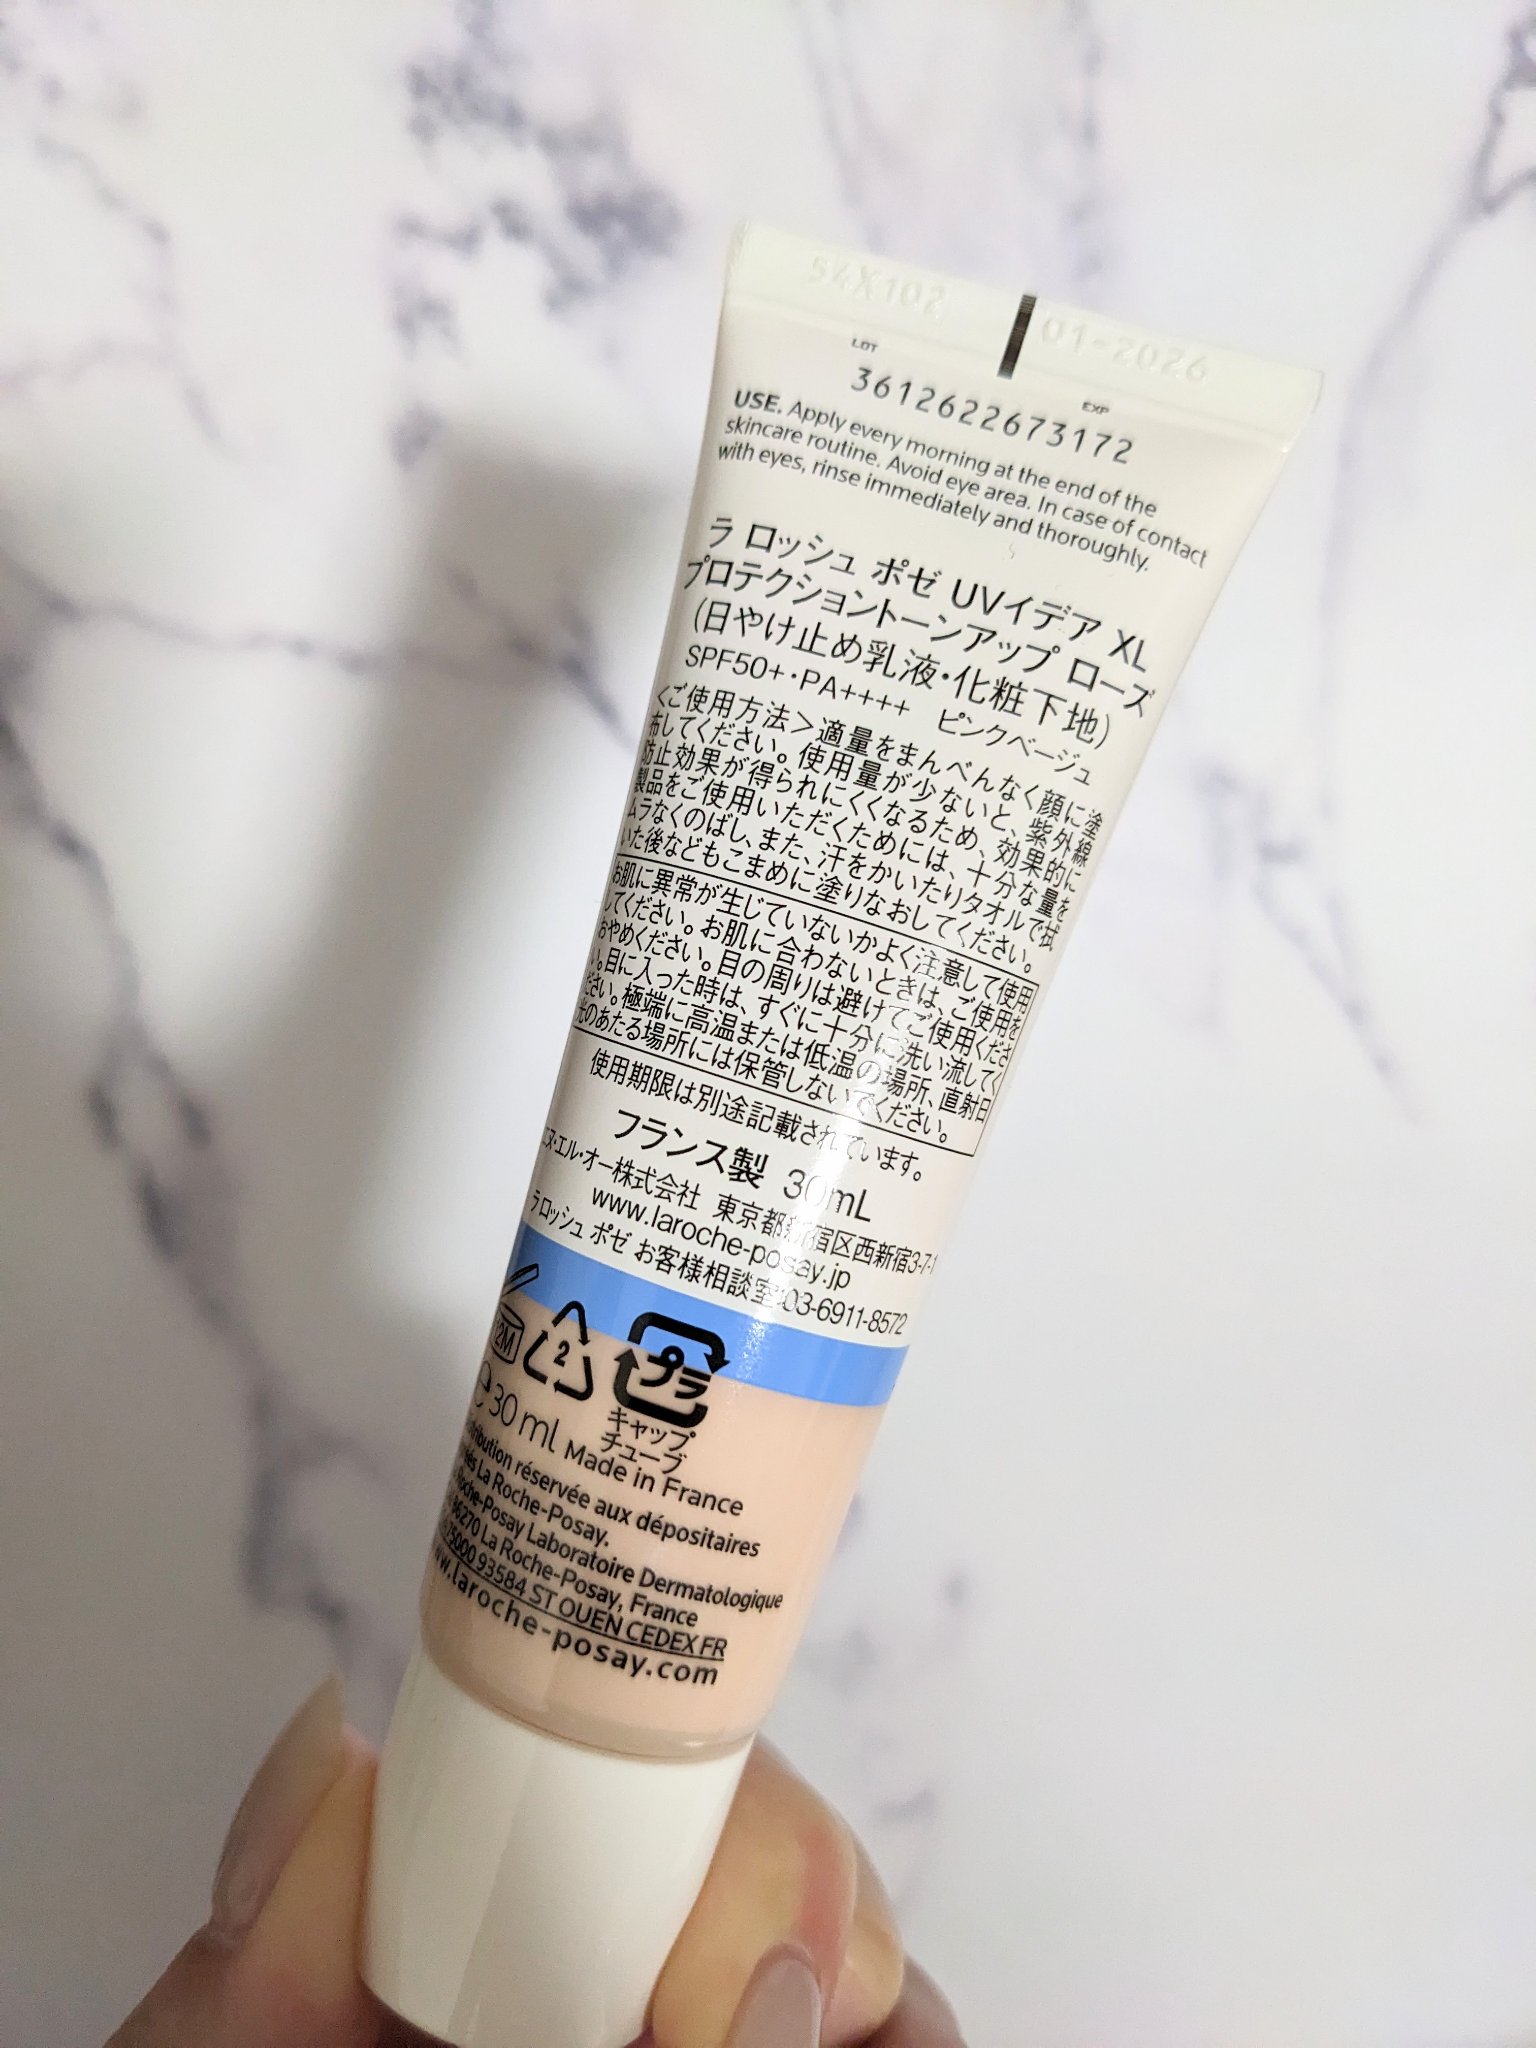 54X102
01-2026
LOT
EXP
3612622673172
USE. Apply every morning at the end of the
skincare routine. Avoid eye area. In case of contact
with eyes, rinse immediately and thoroughly.
ラ ロッシュ ポゼ UVイデア XL
プロテクショントーンアップ ローズ
(日やけ止め乳液・化粧下地)
SPF50+・PA++++ ピンクベージュ
<ご使用方法>適量をまんべんなく顔に塗
布してください。使用量が少ないと、紫外線
防止効果が得られにくくなるため、効果的に
製品をご使用いただくためには、十分な量を
ムラなくのばし、また、汗をかいたりタオルで拭
いた後などもこまめに塗りなおしてください。
お肌に異常が生じていないかよく注意して使用
してください。お肌に合わないときは、ご使用を
おやめください。目の周りは避けてご使用くださ
い。目に入った時は、すぐに十分に洗い流してく
ださい。極端に高温または低温の場所、直射日
光のあたる場所には保管しないでください。
使用期限は別途記載されています。
フランス製 30mL
エヌ・エル・オー株式会社 東京都新宿区西新宿3-7-1
www.laroche-posay.jp
ラ ロッシュ ポゼ お客様相談室:03-6911-8572
2M
2
プラ
キャップ
チューブ
e 30 ml Made in France
réservée aux dépositaires
La Roche-Posay.
Roche-Posay Laboratoire Dermatologique
86270 La Roche-Posay, France
75000 93584 ST OUEN CEDEX FR
www.laroche-posay.com